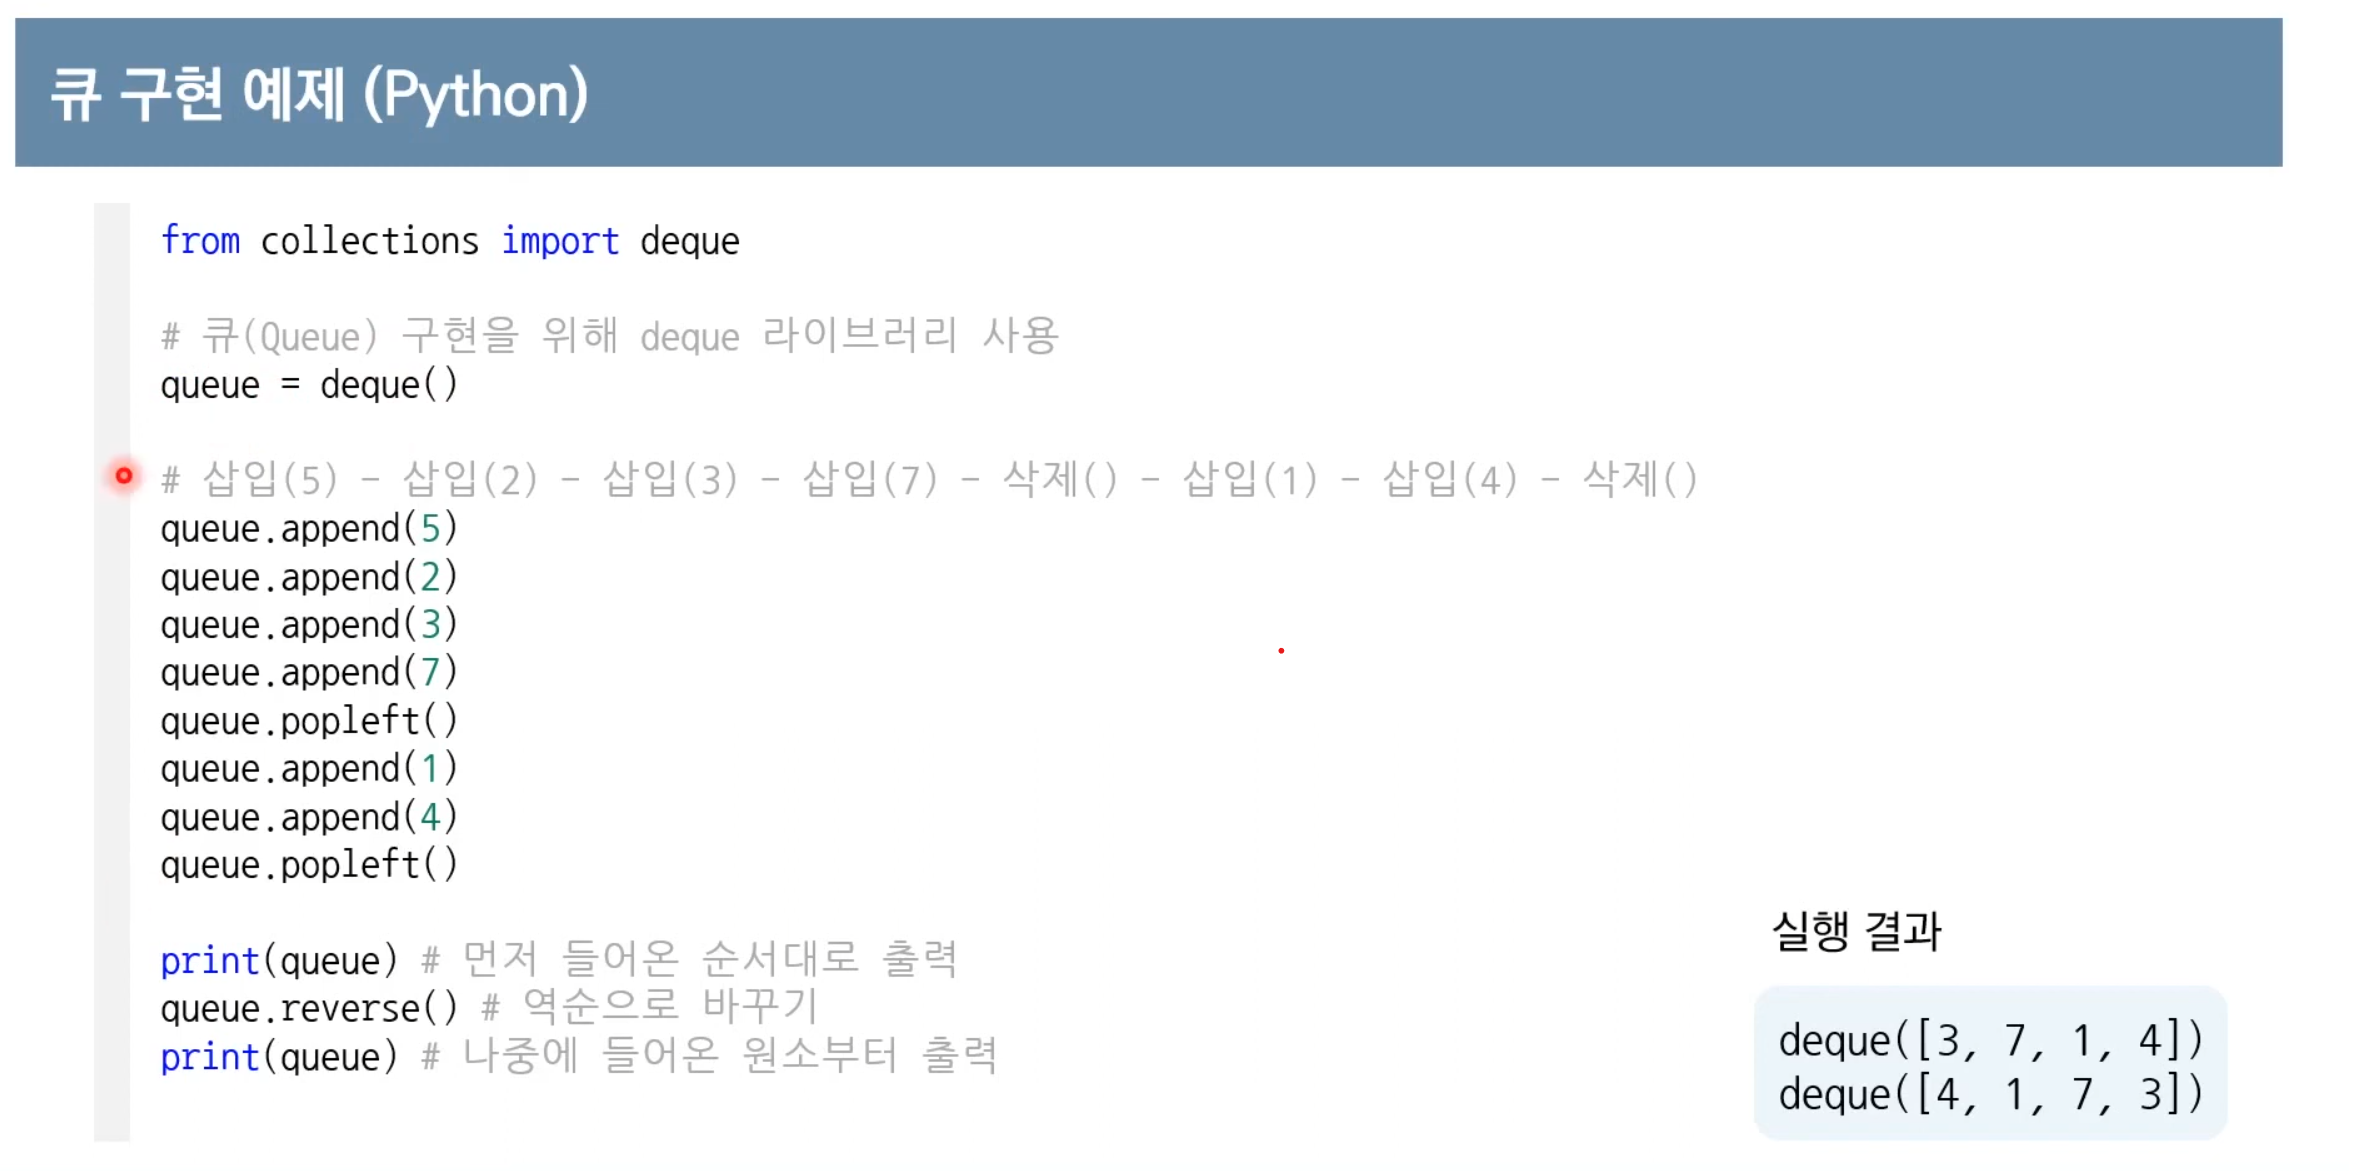 큐 구현 예제 (Python)
from collections import deque
# 큐(Queue) 구현을 위해 deque 라이브러리 사용
queue = deque()
# 삽입(5) - 삽입(2) - 삽입(3) - 삽입(7) - 삭제() - 삽입(1) - 삽입(4) - 삭제()
queue.append(5)
queue.append(2)
queue.append(3)
queue.append(7)
queue.popleft()
queue.append(1)
queue.append(4)
queue.popleft()
print(queue) # 먼저 들어온 순서대로 출력
queue.reverse() # 역순으로 바꾸기
print(queue) # 나중에 들어온 원소부터 출력
실행 결과
deque([3, 7, 1, 4])
deque([4, 1, 7, 3])